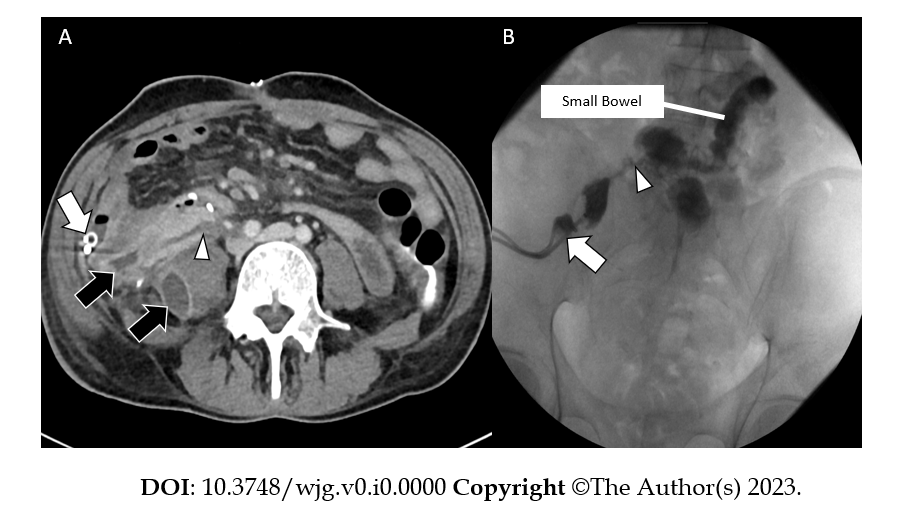 A
B
Small Bowel
DOI: 10.3748/wjg.v0.i0.0000 Copyright ©The Author(s) 2023.